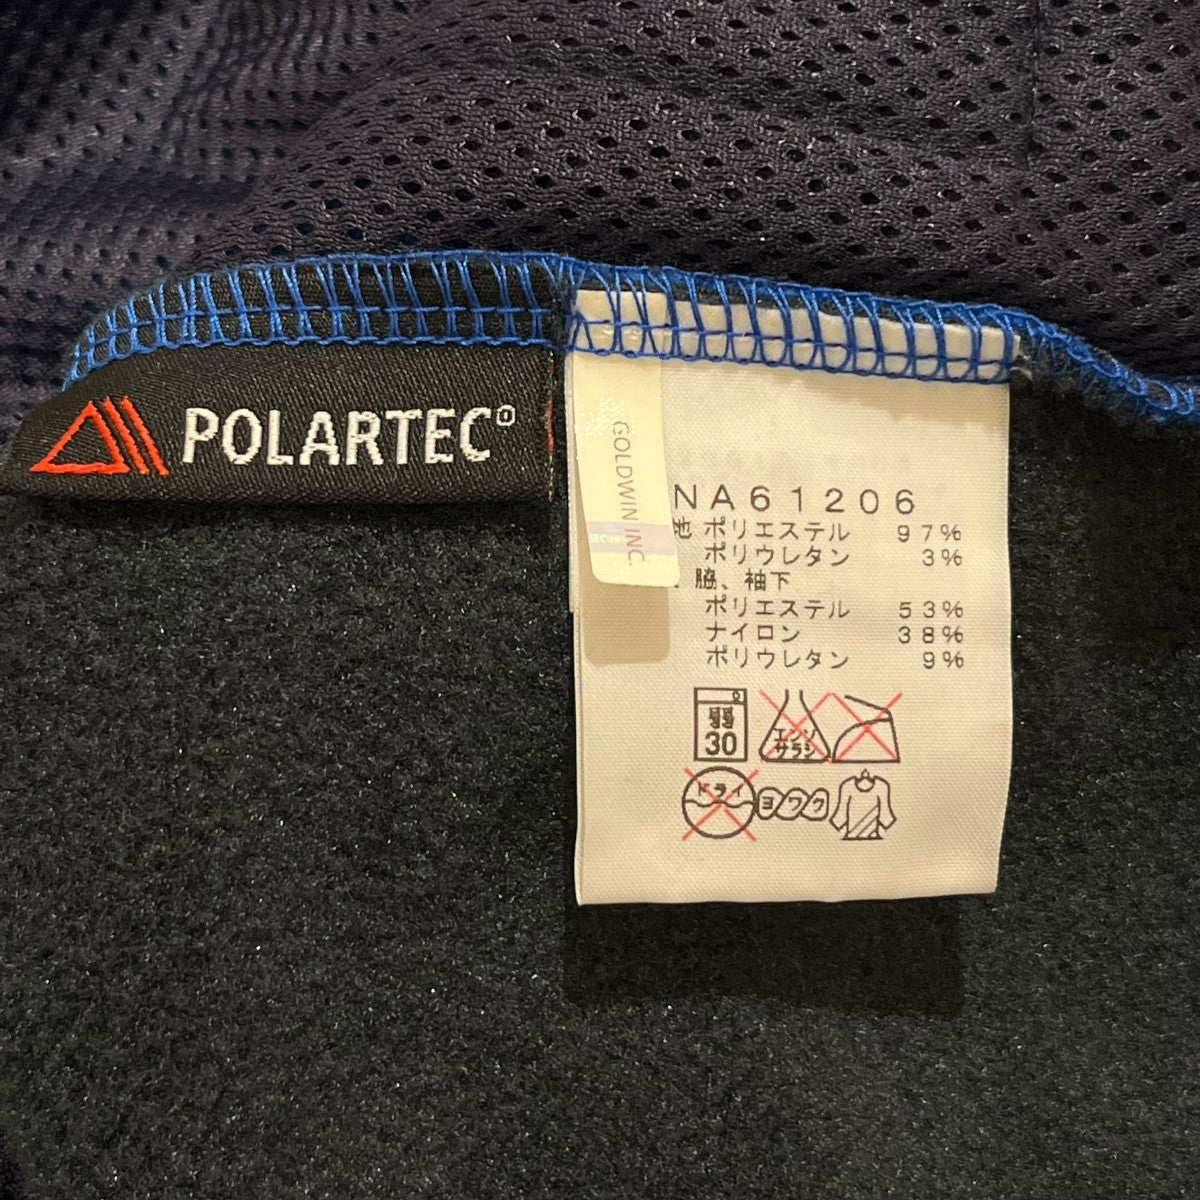 POLARTEC°
GOLDWIN INC.
SECUR
NA61206
地 ポリエステル 97%
ポリウレタン 3%
脇、袖下
ポリエステル 53%
ナイロン 38%
ポリウレタン 9%
弱
30
エンソ
サラシ
ドライ
ヨワク